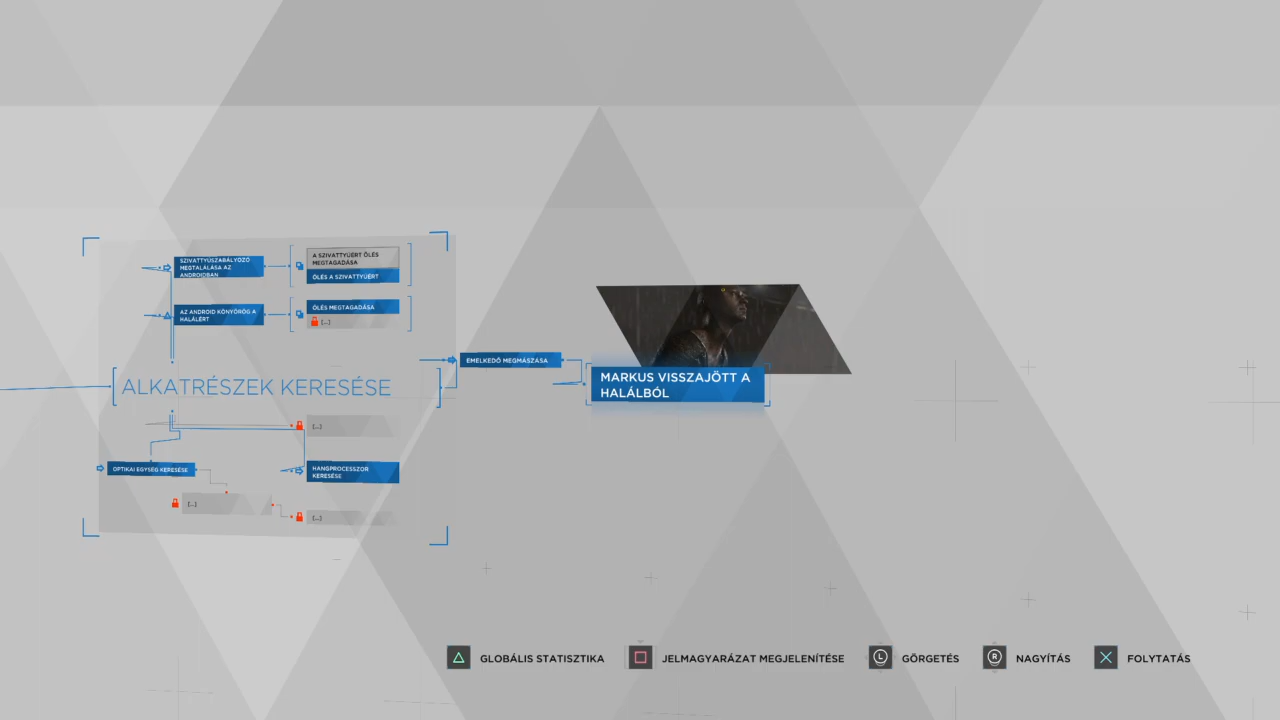 SZIVATTYÚSZABÁLYOZÓ
MEGTALÁLÁSA AZ
ANDROIDBAN
A SZIVATTYÚÉRT ÖLÉS
MEGTAGADÁSA
ÖLÉS A SZIVATTYÚÉRT
AZ ANDROID KÖNYÖRÖG A
HALÁLÉRT
ÖLÉS MEGTAGADÁSA
[...]
EMELKEDŐ MEGMÁSZÁSA
MARKUS VISSZAJÖTT A
HALÁLBÓL
ALKATRÉSZEK KERESÉSE
[...]
OPTIKAI EGYSÉG KERESÉSE
HANGPROCESSZOR
KERESÉSE
[...]
[...]
GLOBÁLIS STATISZTIKA
JELMAGYARÁZAT MEGJELENÍTÉSE
L
GÖRGETÉS
R
NAGYÍTÁS
FOLYTATÁS